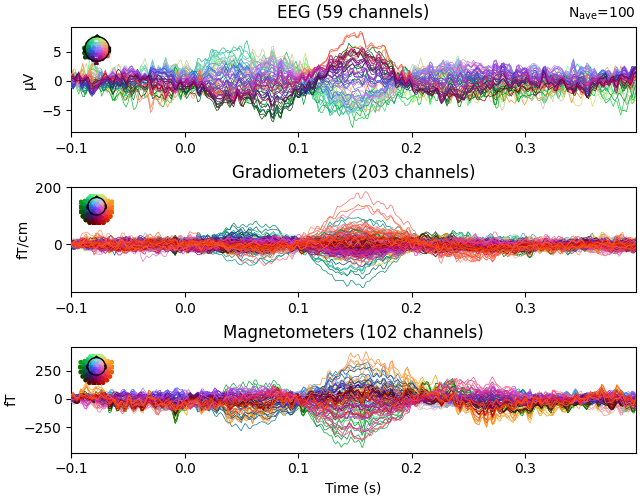 EEG (59 channels)
Nave=100
μV
5
0
−5
−0.1 0.0 0.1 0.2 0.3
Gradiometers (203 channels)
fT/cm
200
0
−0.1 0.0 0.1 0.2 0.3
Magnetometers (102 channels)
fT
250
0
−250
−0.1 0.0 0.1 0.2 0.3
Time (s)